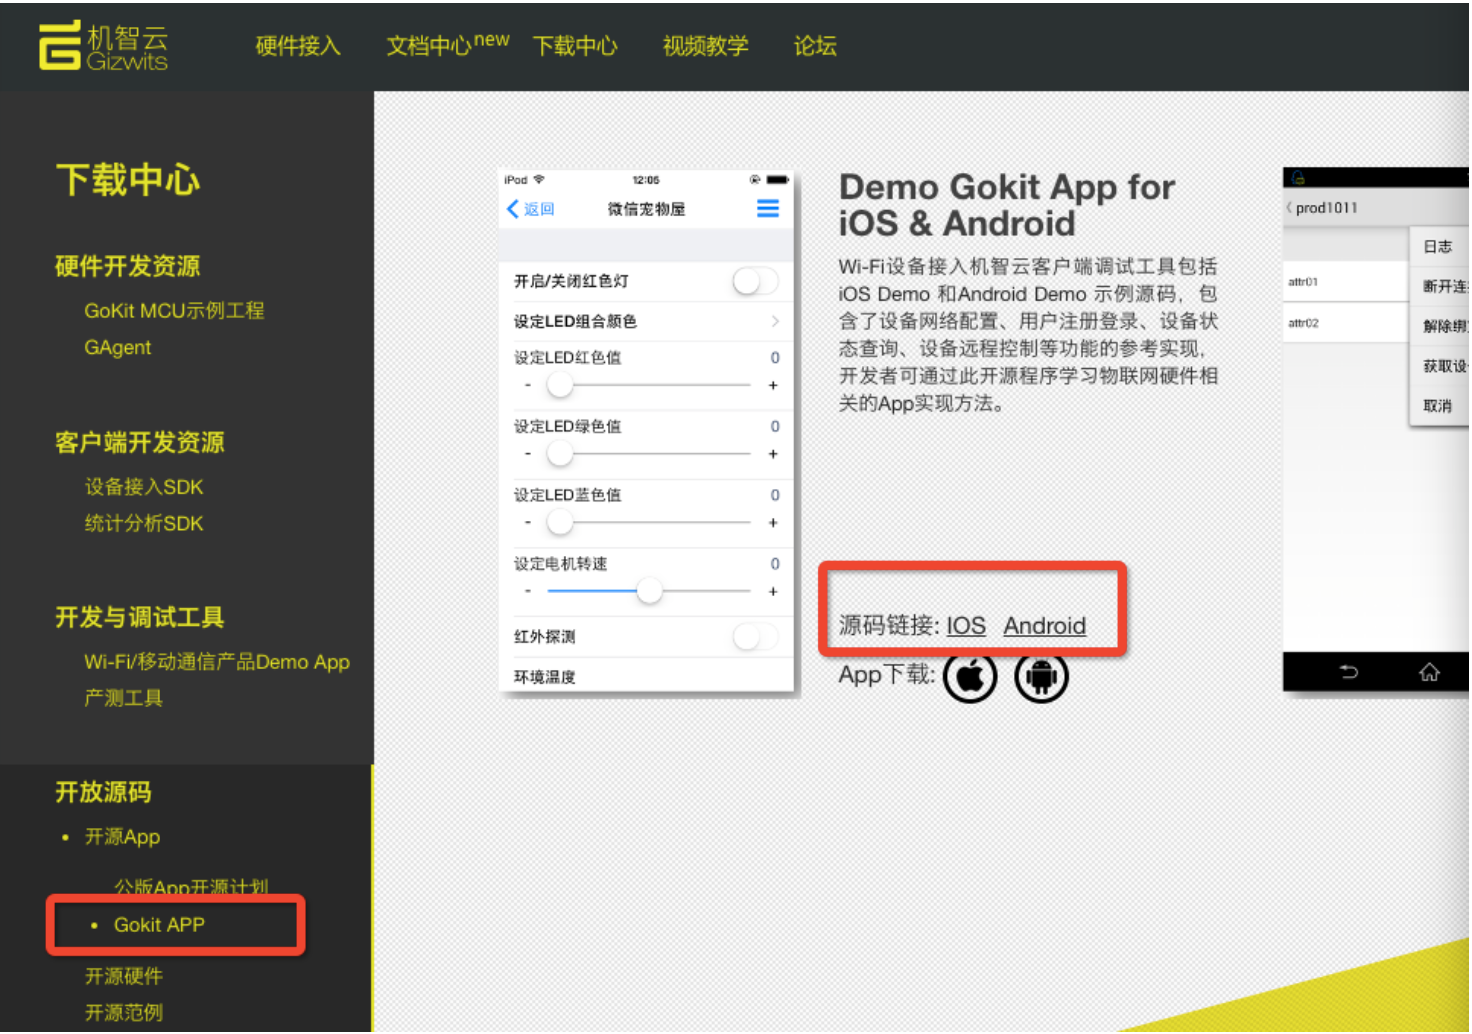 机智云
Gizwits
硬件接入
文档中心new
下载中心
视频教学
论坛
下载中心
硬件开发资源
GoKit MCU示例工程
GAgent
客户端开发资源
设备接入SDK
统计分析SDK
开发与调试工具
Wi-Fi/移动通信产品Demo App
产测工具
开放源码
• 开源App
公版App开源计划
• Gokit APP
开源硬件
开源范例
iPod
12:05
返回
微信宠物屋
开启/关闭红色灯
设定LED组合颜色
设定LED红色值 0
- +
设定LED绿色值 0
- +
设定LED蓝色值 0
- +
设定电机转速 0
- +
红外探测
环境温度
Demo Gokit App for
iOS & Android
Wi-Fi设备接入机智云客户端调试工具包括
iOS Demo 和Android Demo 示例源码，包
含了设备网络配置、用户注册登录、设备状
态查询、设备远程控制等功能的参考实现，
开发者可通过此开源程序学习物联网硬件相
关的App实现方法。
源码链接: IOS Android
App下载:
prod1011
attr01
attr02
日志
断开连
解除绑
获取设
取消